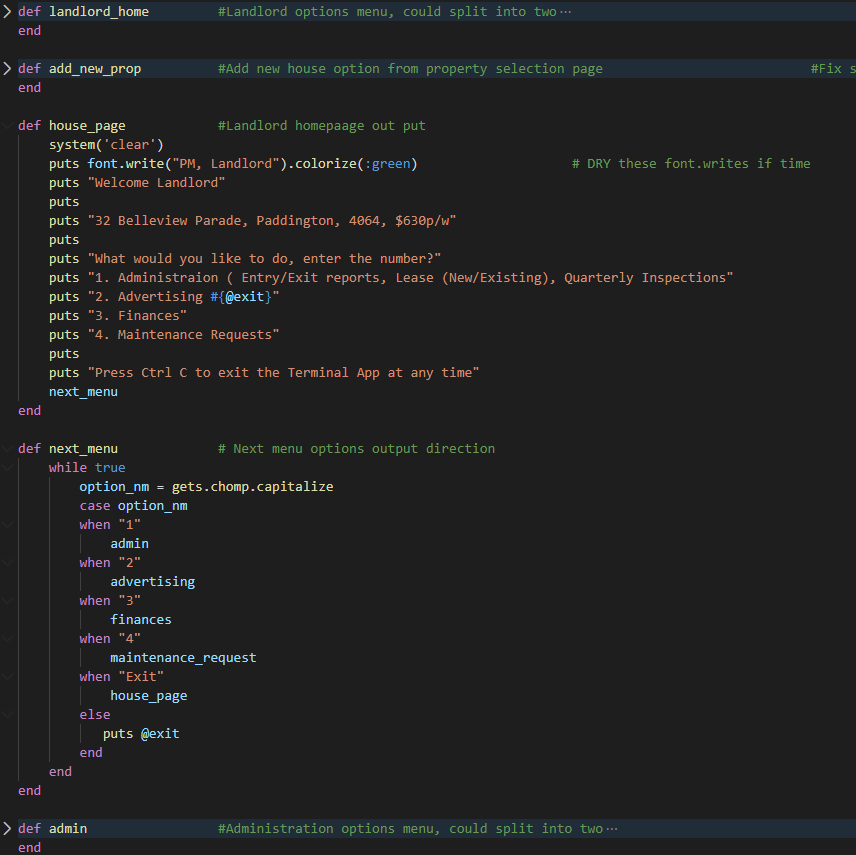 def landlord_home #Landlord options menu, could split into two···
end
def add_new_prop #Add new house option from property selection page #Fix s
end
def house_page #Landlord homepaage out put
system('clear')
puts font.write("PM, Landlord").colorize(:green) # DRY these font.writes if time
puts "Welcome Landlord"
puts
puts "32 Belleview Parade, Paddington, 4064, $630p/w"
puts
puts "What would you like to do, enter the number?"
puts "1. Administraion ( Entry/Exit reports, Lease (New/Existing), Quarterly Inspections"
puts "2. Advertising #{@exit}"
puts "3. Finances"
puts "4. Maintenance Requests"
puts
puts "Press Ctrl C to exit the Terminal App at any time"
next_menu
end
def next_menu # Next menu options output direction
while true
option_nm = gets.chomp.capitalize
case option_nm
when "1"
admin
when "2"
advertising
when "3"
finances
when "4"
maintenance_request
when "Exit"
house_page
else
puts @exit
end
end
end
def admin #Administration options menu, could split into two···
end